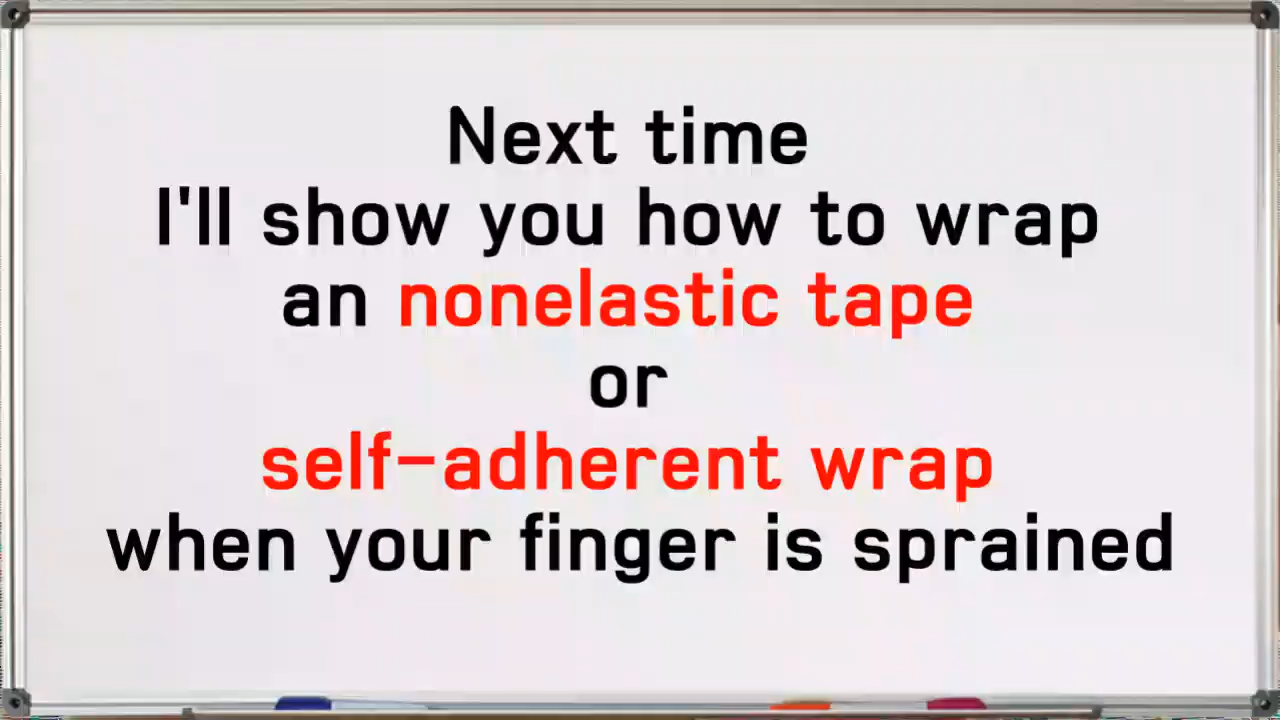 Next time
I'll show you how to wrap
an nonelastic tape
or
self-adherent wrap
when your finger is sprained